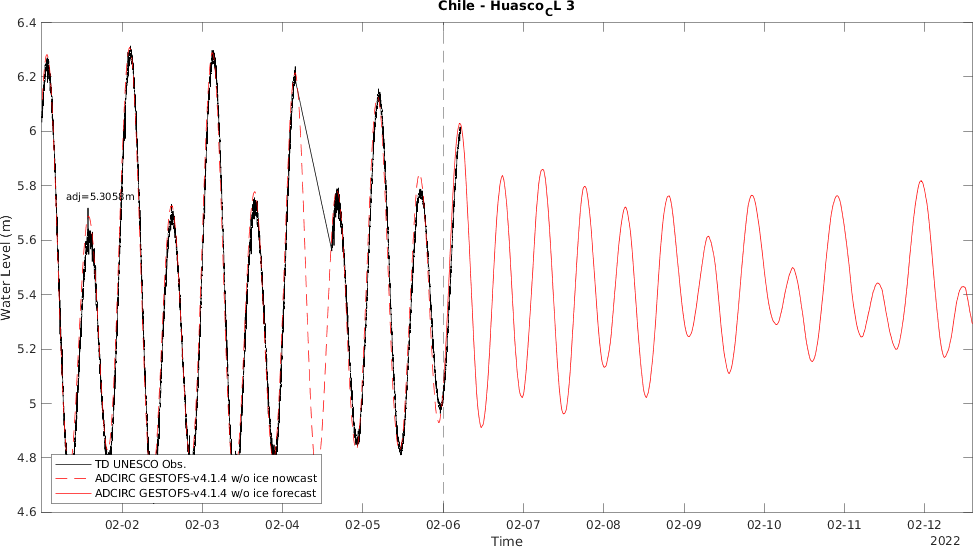 Chile - HuascoCL 3
6.4
6.2
6
5.8
5.6
5.4
5.2
5
4.8
4.6
Water Level (m)
adj=5.3058m
TD UNESCO Obs.
ADCIRC GESTOFS-v4.1.4 w/o ice nowcast
ADCIRC GESTOFS-v4.1.4 w/o ice forecast
02-02 02-03 02-04 02-05 02-06 02-07 02-08 02-09 02-10 02-11 02-12
Time
2022